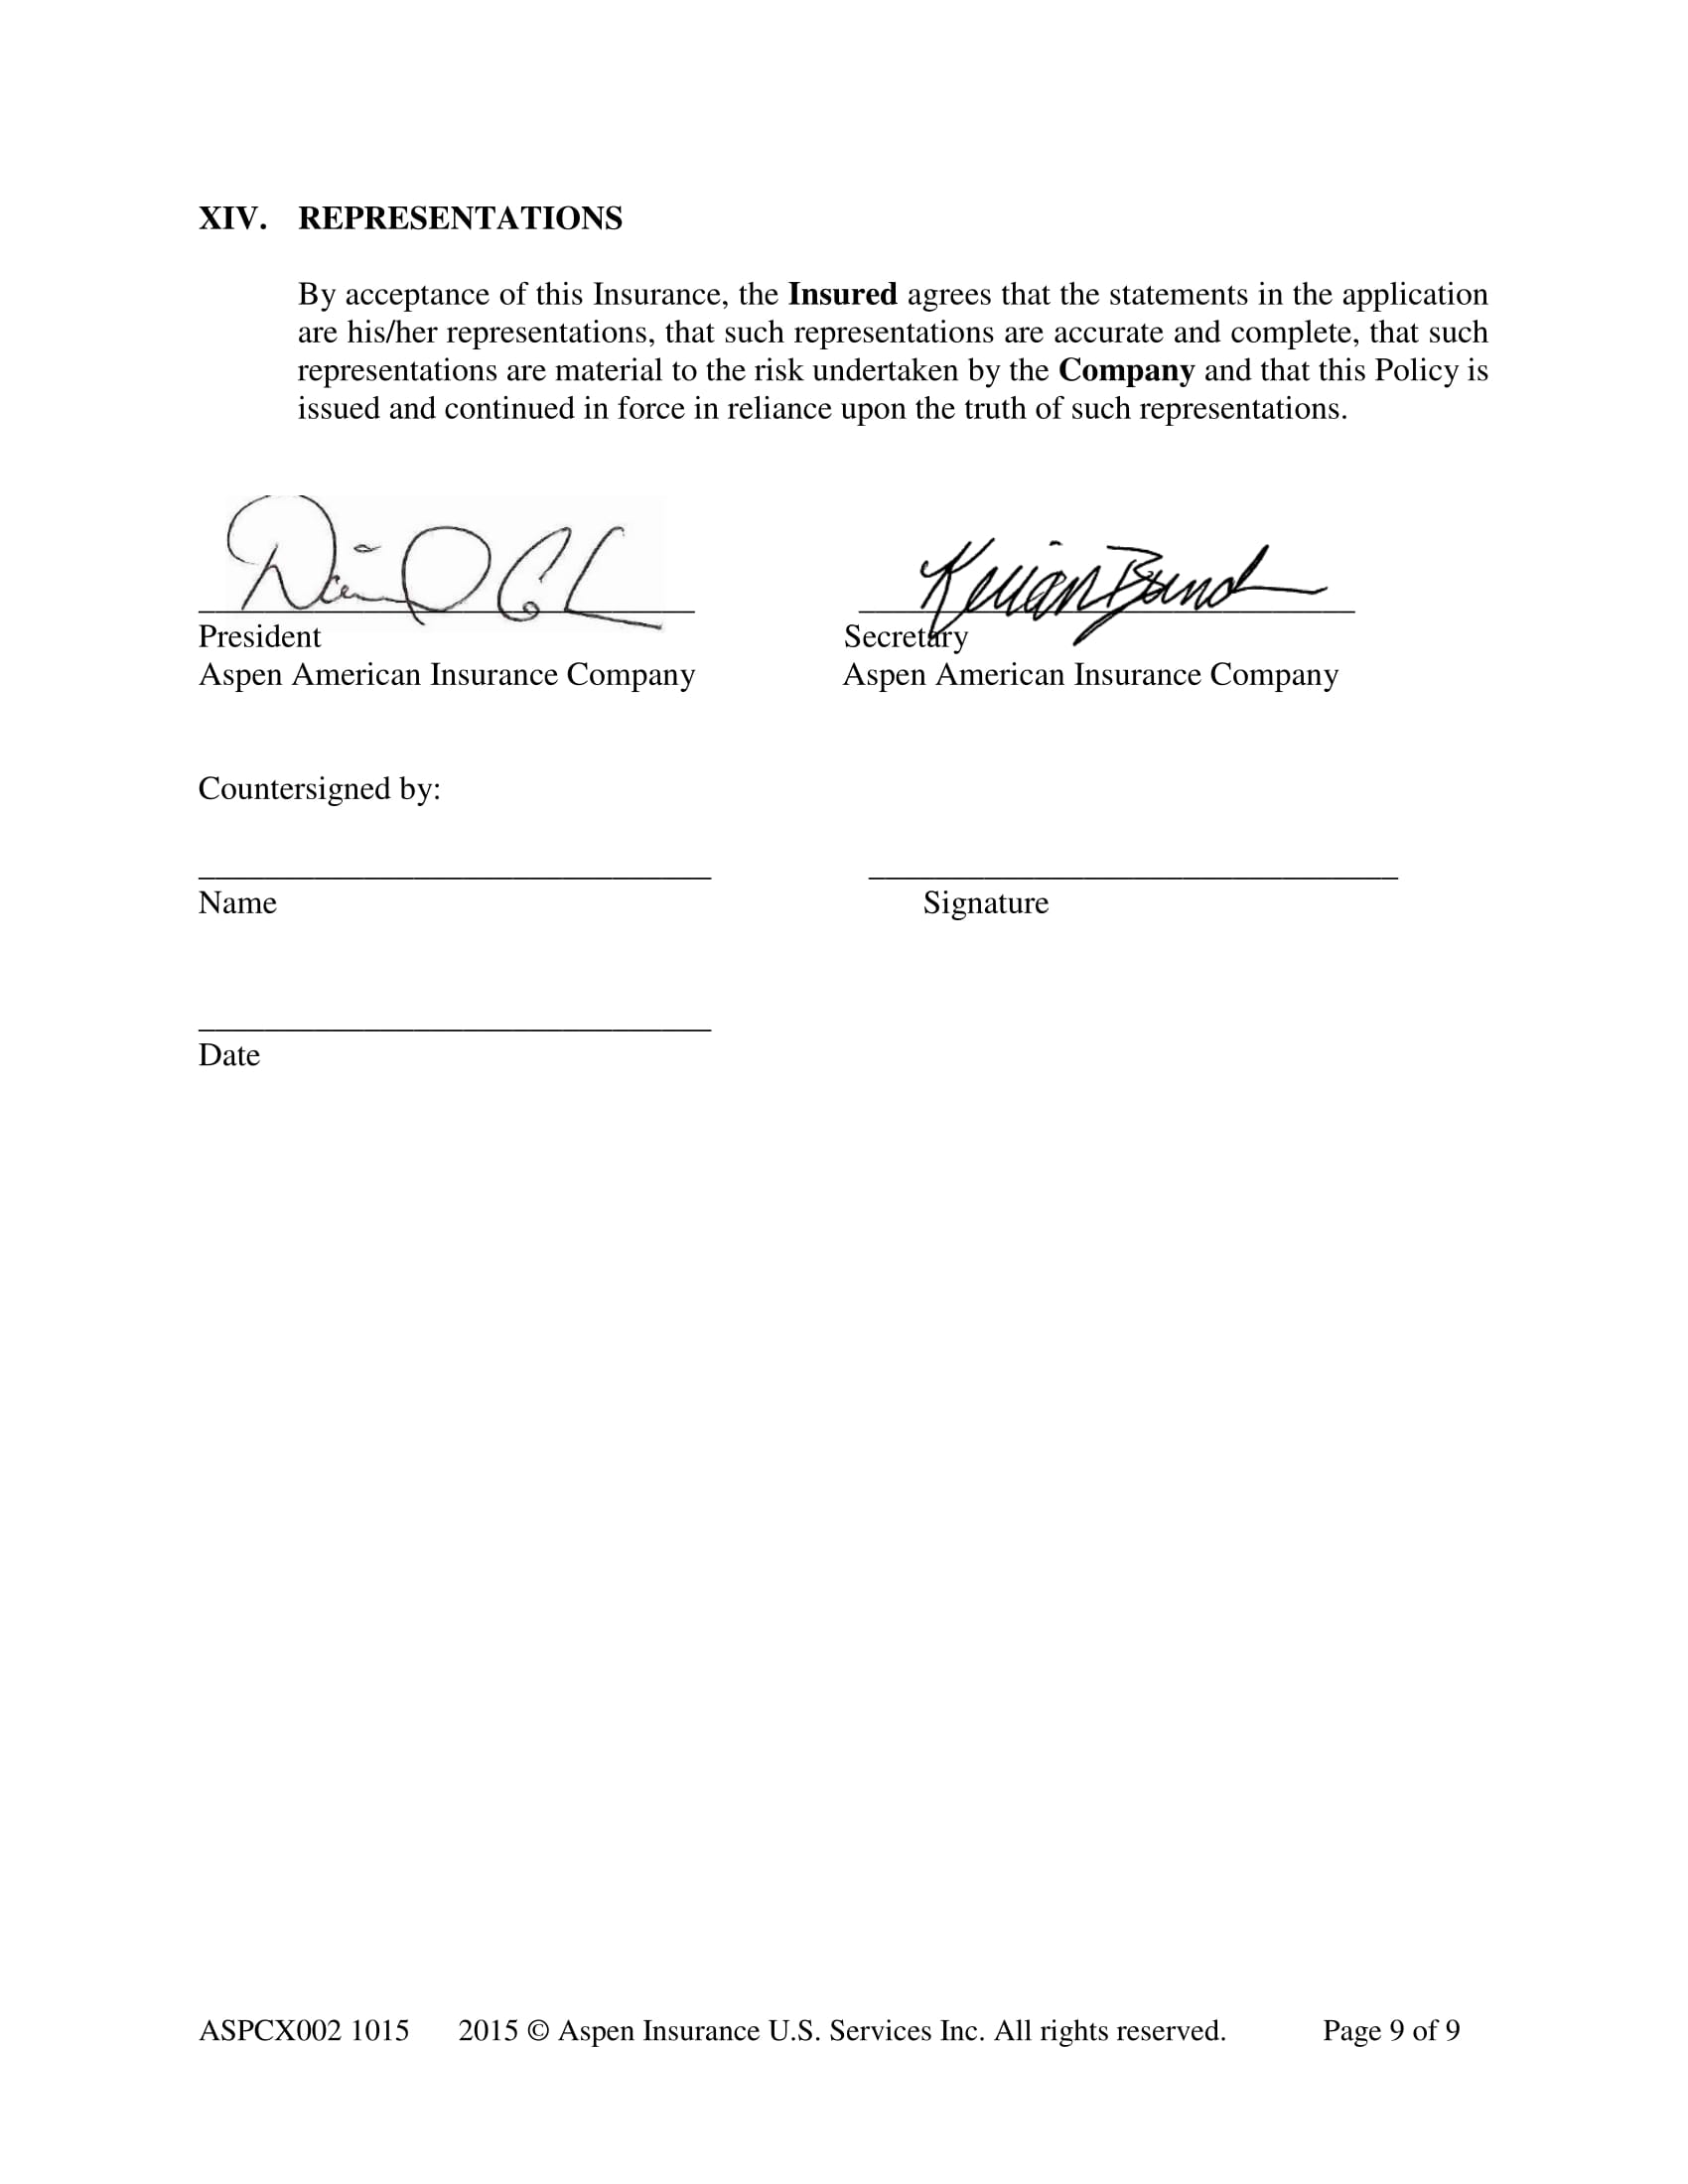 XIV. REPRESENTATIONS
By acceptance of this Insurance, the Insured agrees that the statements in the application
are his/her representations, that such representations are accurate and complete, that such
representations are material to the risk undertaken by the Company and that this Policy is
issued and continued in force in reliance upon the truth of such representations.
President Secretary
Aspen American Insurance Company Aspen American Insurance Company
Countersigned by:
Name Signature
Date
ASPCX002 1015 2015 © Aspen Insurance U.S. Services Inc. All rights reserved. Page 9 of 9